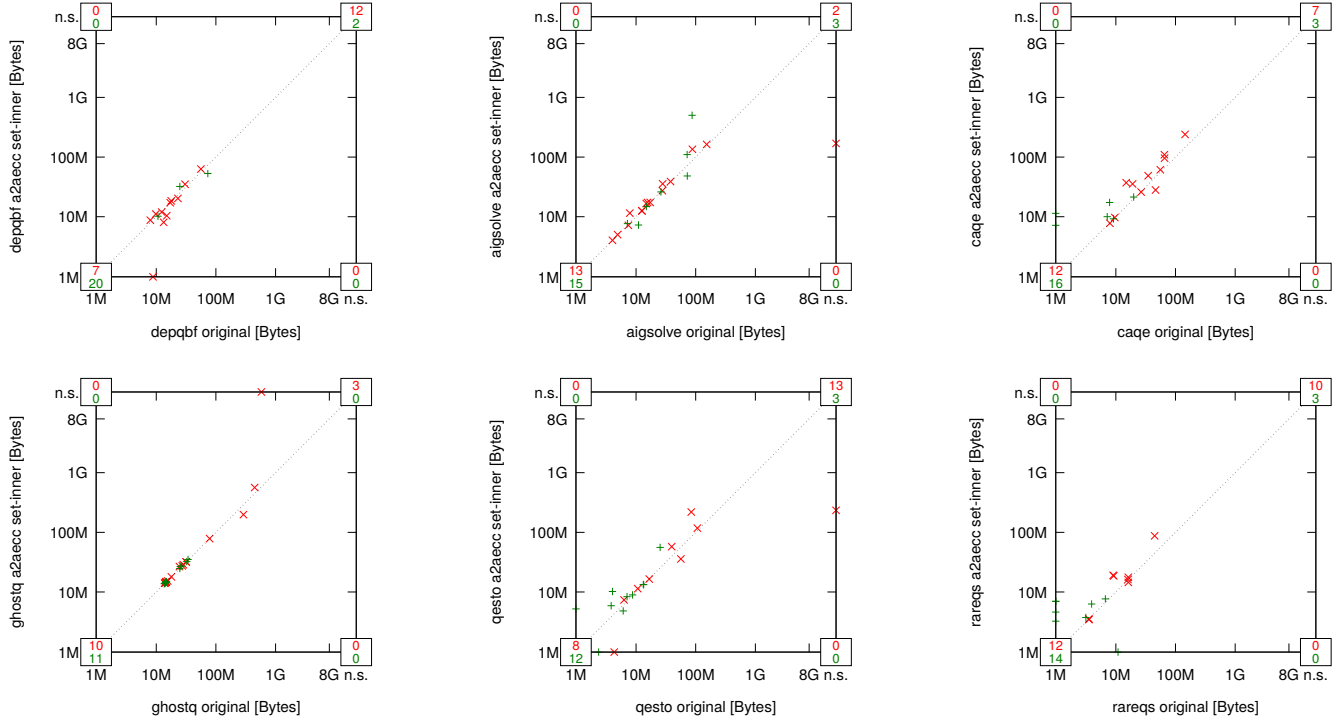 n.s.
8G
1G
100M
10M
1M
0
0
12
2
7
20
0
0
1M
10M
100M
1G
8G n.s.
depqbf a2aecc set-inner [Bytes]
depqbf original [Bytes]
n.s.
8G
1G
100M
10M
1M
0
0
2
3
13
15
0
0
1M
10M
100M
1G
8G n.s.
aigsolve a2aecc set-inner [Bytes]
aigsolve original [Bytes]
n.s.
8G
1G
100M
10M
1M
0
0
7
3
12
16
0
0
1M
10M
100M
1G
8G n.s.
caqe a2aecc set-inner [Bytes]
caqe original [Bytes]
n.s.
8G
1G
100M
10M
1M
0
0
3
0
10
11
0
0
1M
10M
100M
1G
8G n.s.
ghostq a2aecc set-inner [Bytes]
ghostq original [Bytes]
n.s.
8G
1G
100M
10M
1M
0
0
13
3
8
12
0
0
1M
10M
100M
1G
8G n.s.
qesto a2aecc set-inner [Bytes]
qesto original [Bytes]
n.s.
8G
1G
100M
10M
1M
0
0
10
3
12
14
0
0
1M
10M
100M
1G
8G n.s.
rareqs a2aecc set-inner [Bytes]
rareqs original [Bytes]